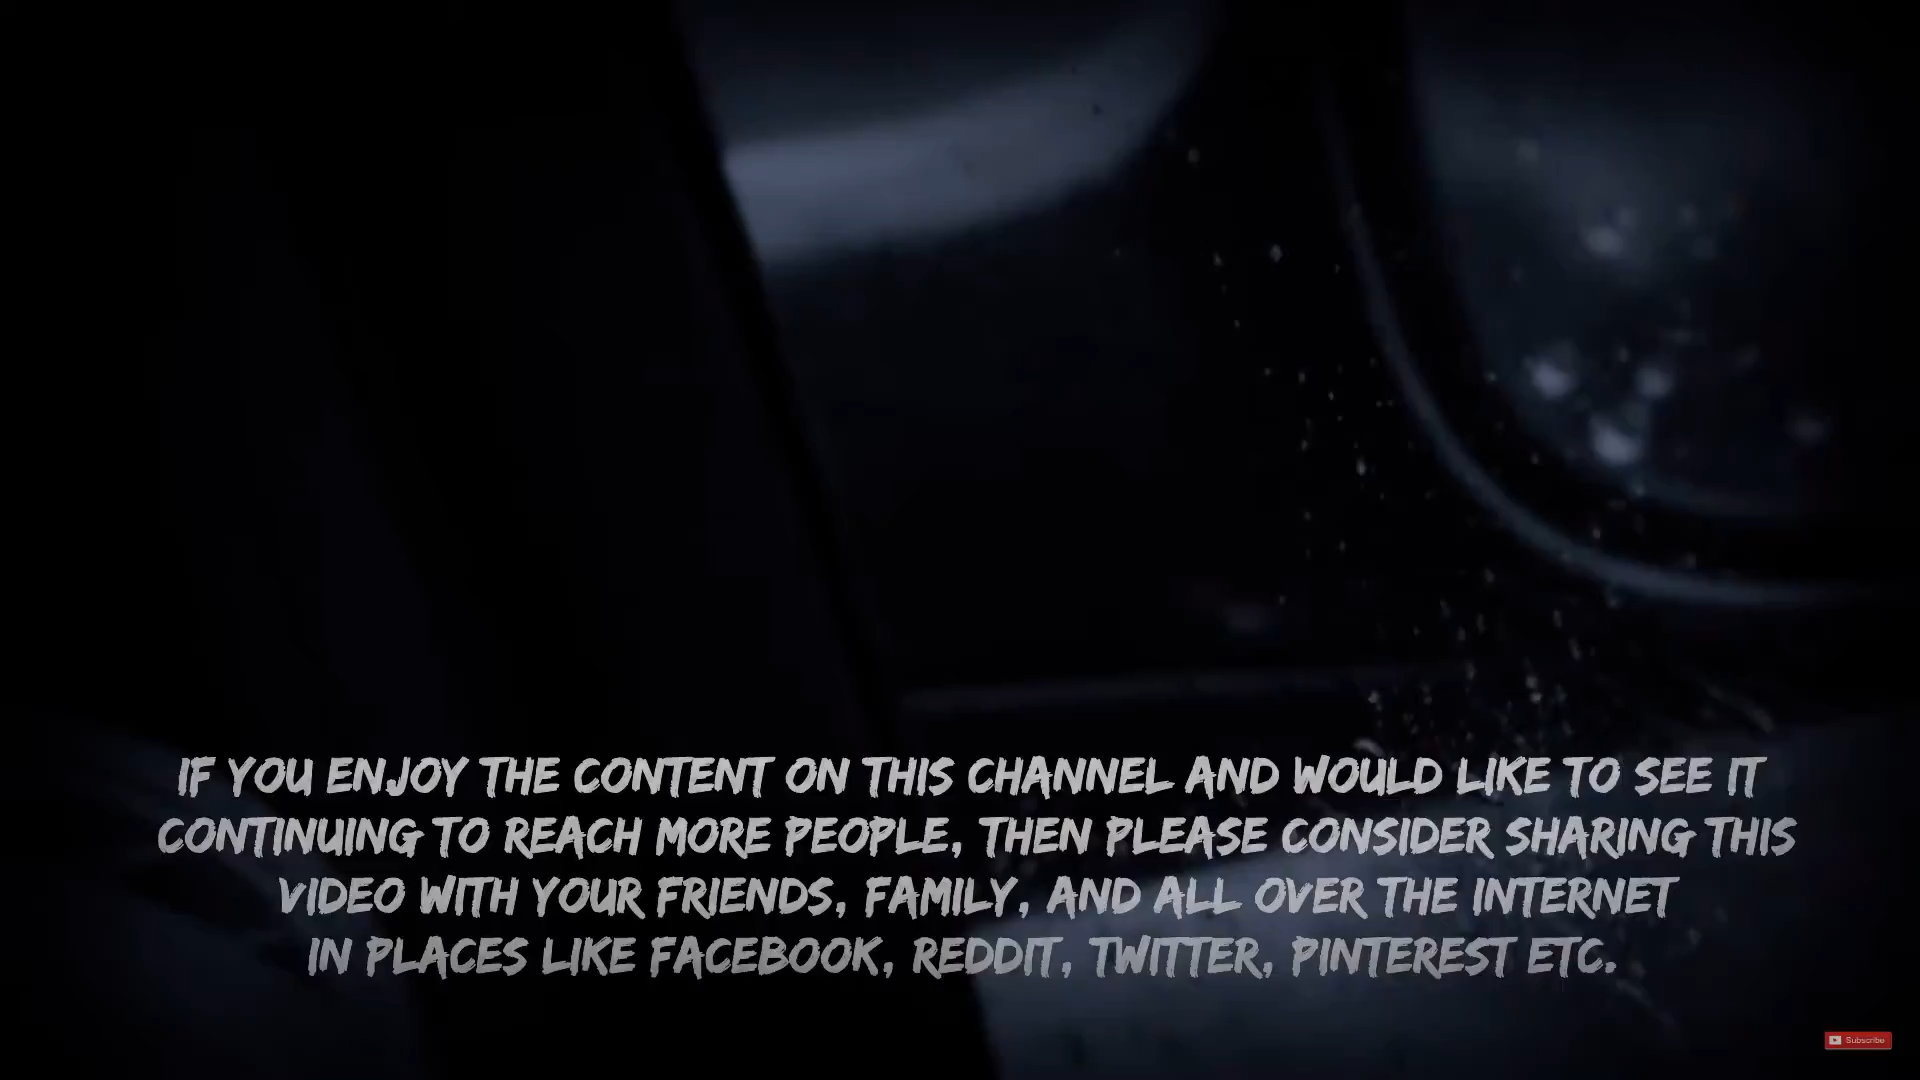 IF YOU ENJOY THE CONTENT ON THIS CHANNEL AND WOULD LIKE TO SEE IT
CONTINUING TO REACH MORE PEOPLE, THEN PLEASE CONSIDER SHARING THIS
VIDEO WITH YOUR FRIENDS, FAMILY, AND ALL OVER THE INTERNET
IN PLACES LIKE FACEBOOK, REDDIT, TWITTER, PINTEREST ETC.
Subscribe